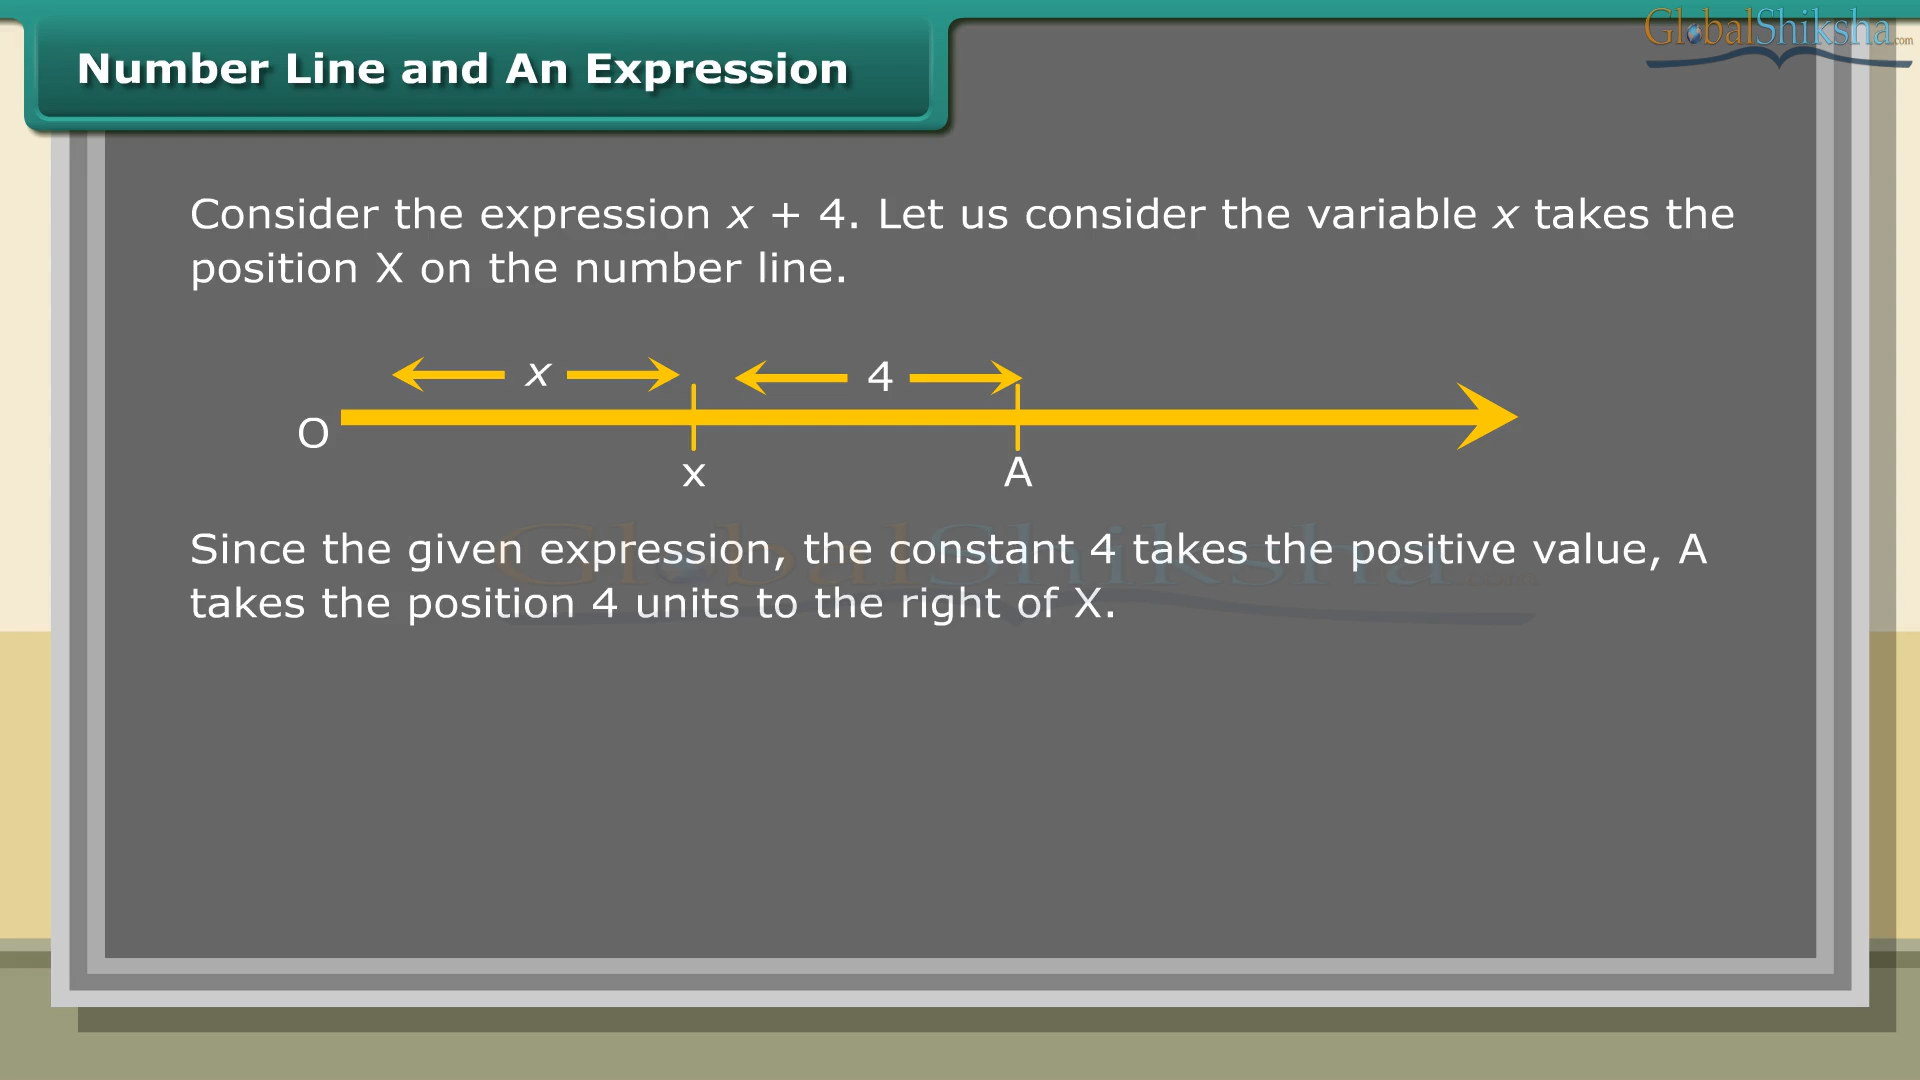 GlobalShiksha.com
Number Line and An Expression
Consider the expression x + 4. Let us consider the variable x takes the
position X on the number line.
x 4
O
x A
Since the given expression, the constant 4 takes the positive value, A
takes the position 4 units to the right of X.
GlobalShiksha.com